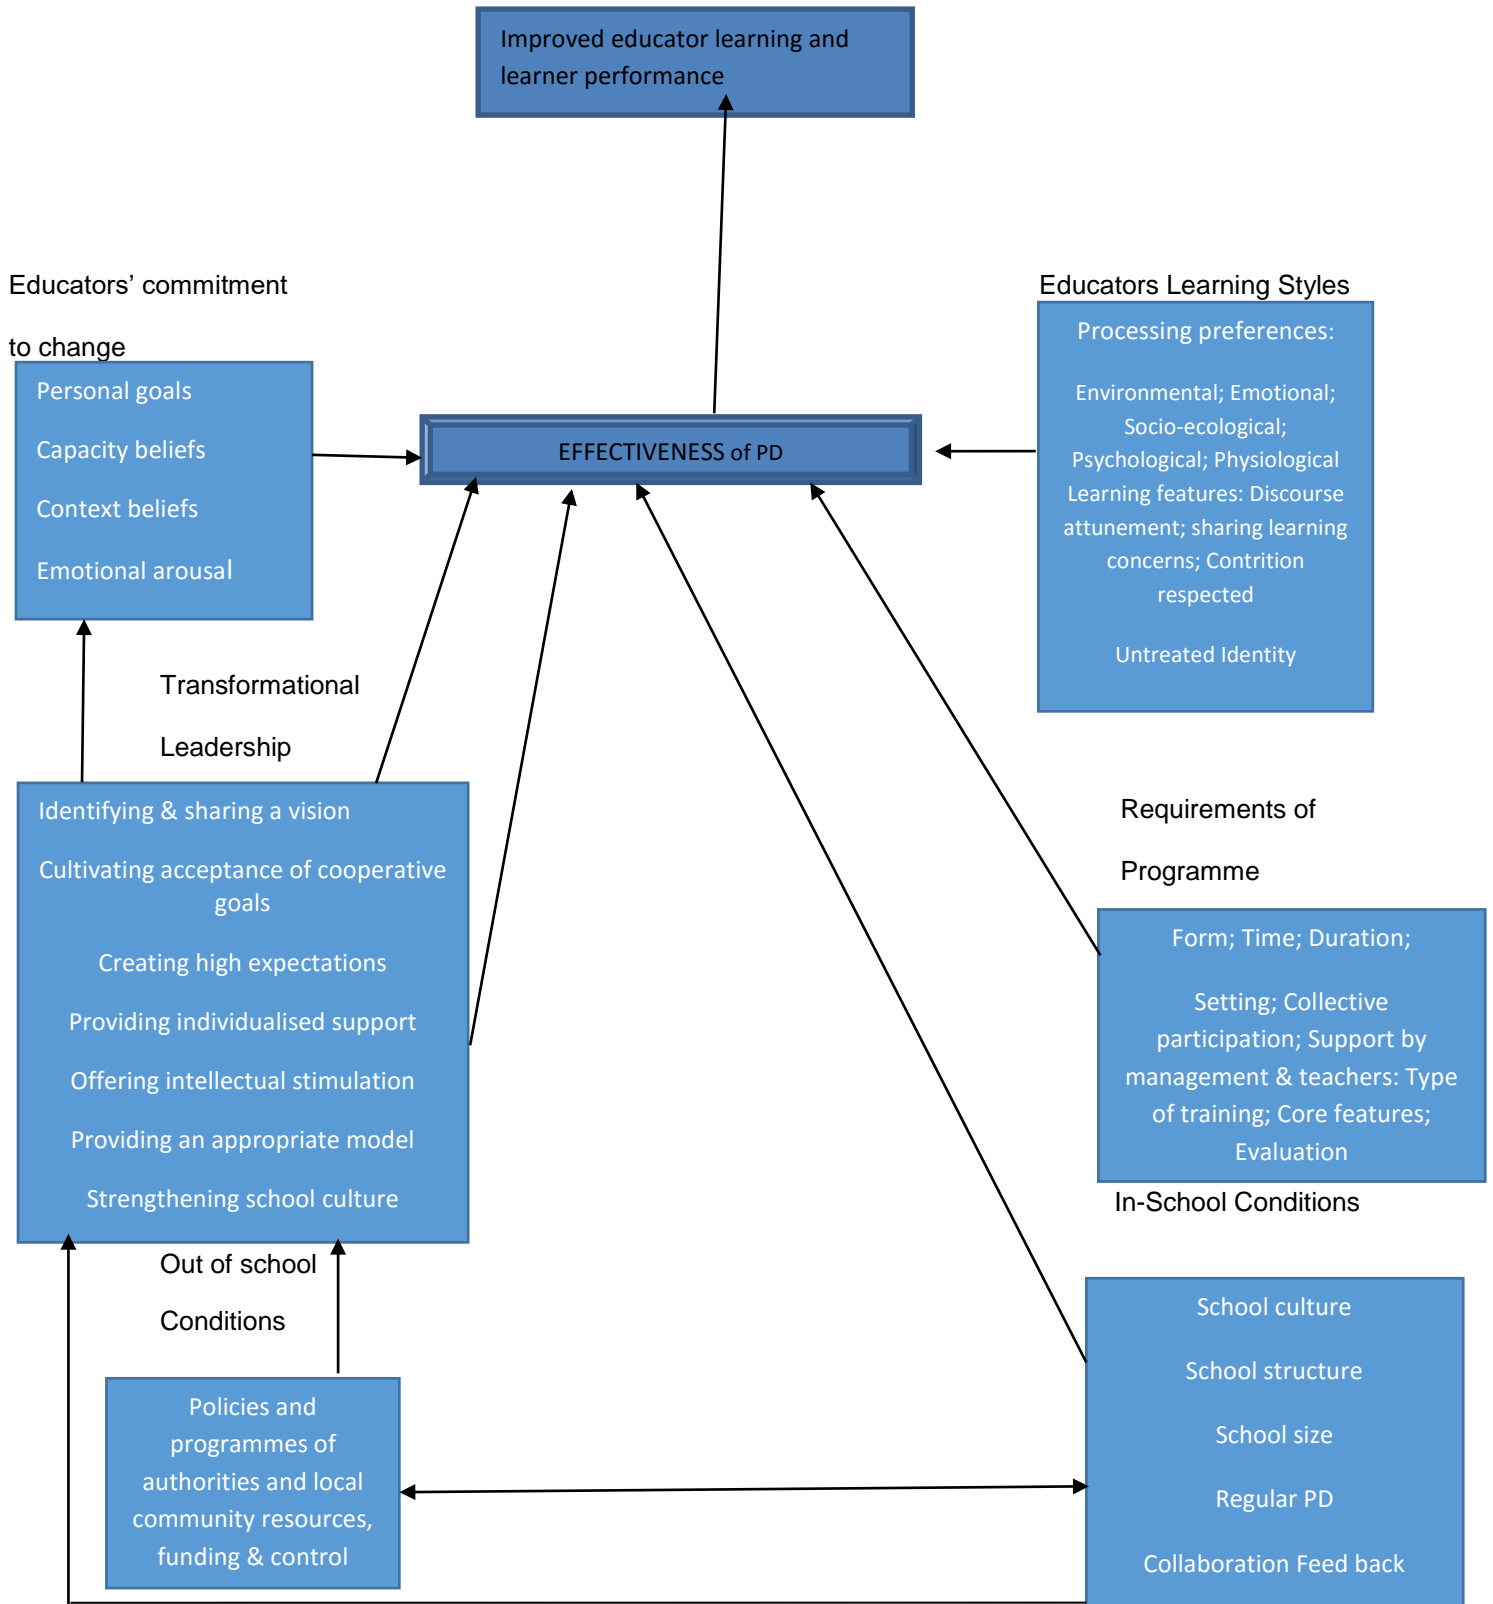 Improved educator learning and
learner performance
Educators’ commitment
to change
Personal goals
Capacity beliefs
Context beliefs
Emotional arousal
EFFECTIVENESS of PD
Educators Learning Styles
Processing preferences:
Environmental; Emotional;
Socio-ecological;
Psychological; Physiological
Learning features: Discourse
attunement; sharing learning
concerns; Contrition
respected
Untreated Identity
Transformational
Leadership
Identifying & sharing a vision
Cultivating acceptance of cooperative
goals
Creating high expectations
Providing individualised support
Offering intellectual stimulation
Providing an appropriate model
Strengthening school culture
Requirements of
Programme
Form; Time; Duration;
Setting; Collective
participation; Support by
management & teachers: Type
of training; Core features;
Evaluation
Out of school
Conditions
Policies and
programmes of
authorities and local
community resources,
funding & control
In-School Conditions
School culture
School structure
School size
Regular PD
Collaboration Feed back